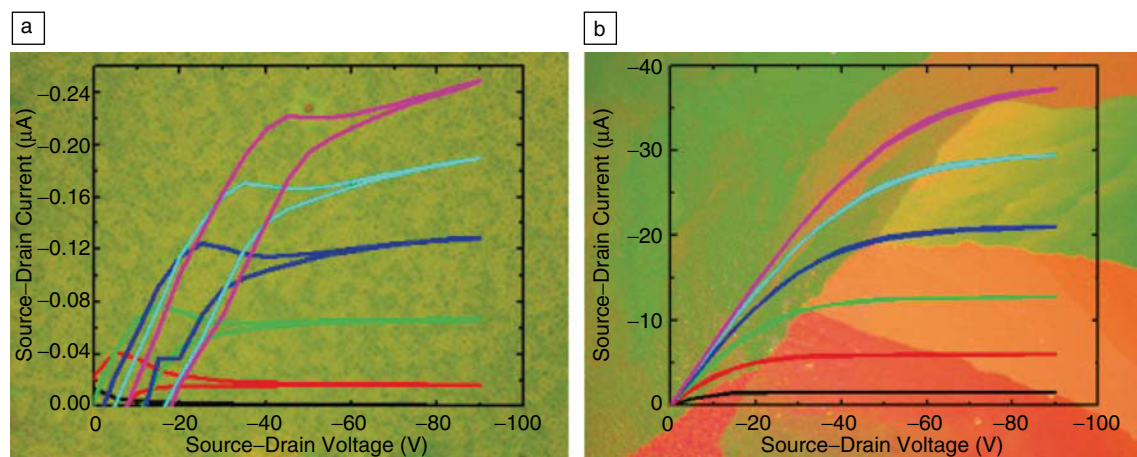 a
b
Source–Drain Current (μA)
–0.24
–0.20
–0.16
–0.12
–0.08
–0.04
0.00
0 –20 –40 –60 –80 –100
Source–Drain Voltage (V)
Source–Drain Current (μA)
–40
–30
–20
–10
0
0 –20 –40 –60 –80 –100
Source–Drain Voltage (V)